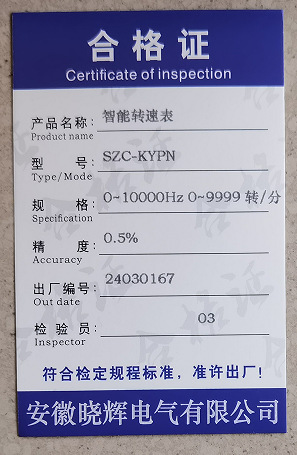 合格证
Certificate of inspection
产品名称: 智能转速表
Product name
型 号: SZC-KYPN
Type/Mode
规 格: 0~10000Hz 0~9999 转/分
Specification
精 度: 0.5%
Accuracy
出厂编号: 24030167
Out date
检 验 员: 03
Inspector
符合检定规程标准，准许出厂!
安徽晓辉电气有限公司